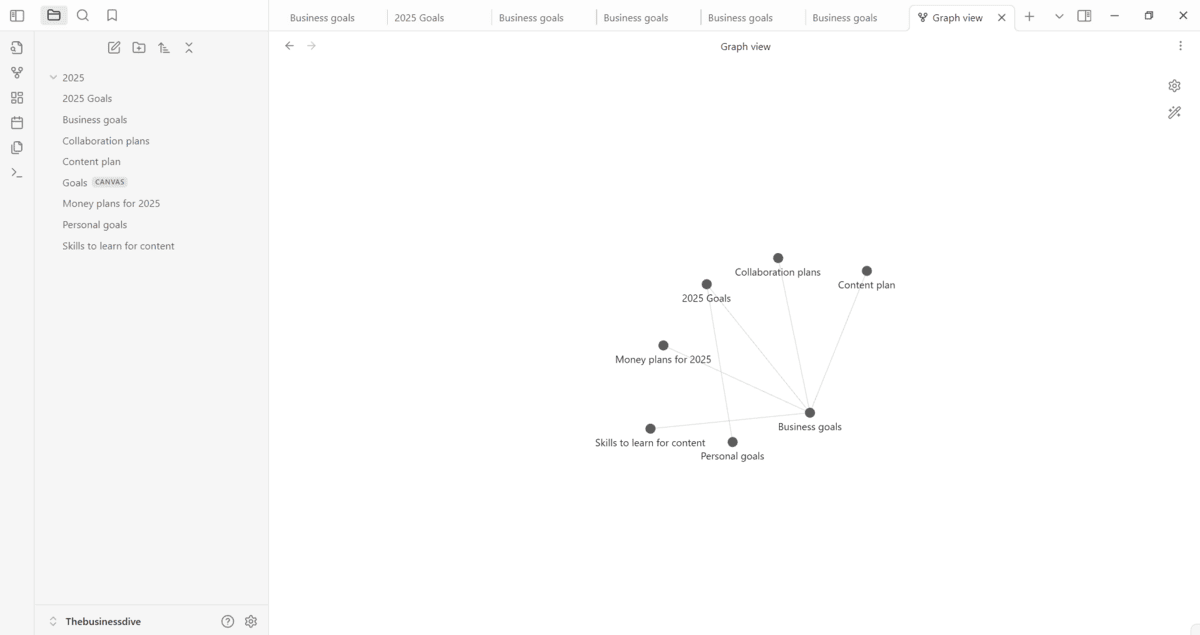 Business goals
2025 Goals
Business goals
Business goals
Business goals
Business goals
Graph view
Graph view
2025
2025 Goals
Business goals
Collaboration plans
Content plan
Goals CANVAS
Money plans for 2025
Personal goals
Skills to learn for content
Collaboration plans
Content plan
2025 Goals
Money plans for 2025
Business goals
Skills to learn for content
Personal goals
Thebusinessdive